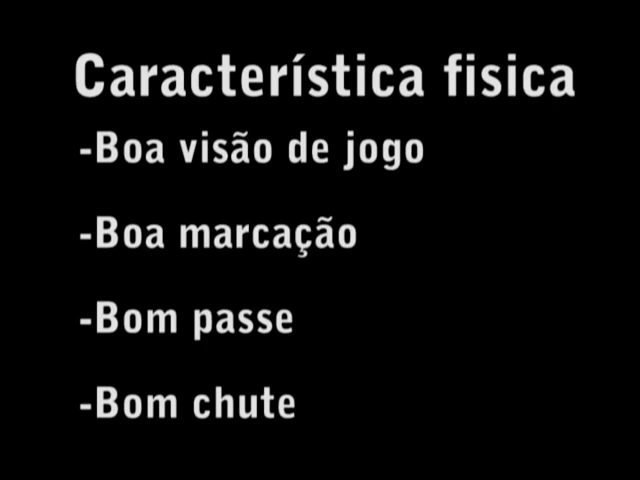 Característica fisica
-Boa visão de jogo
-Boa marcação
-Bom passe
-Bom chute